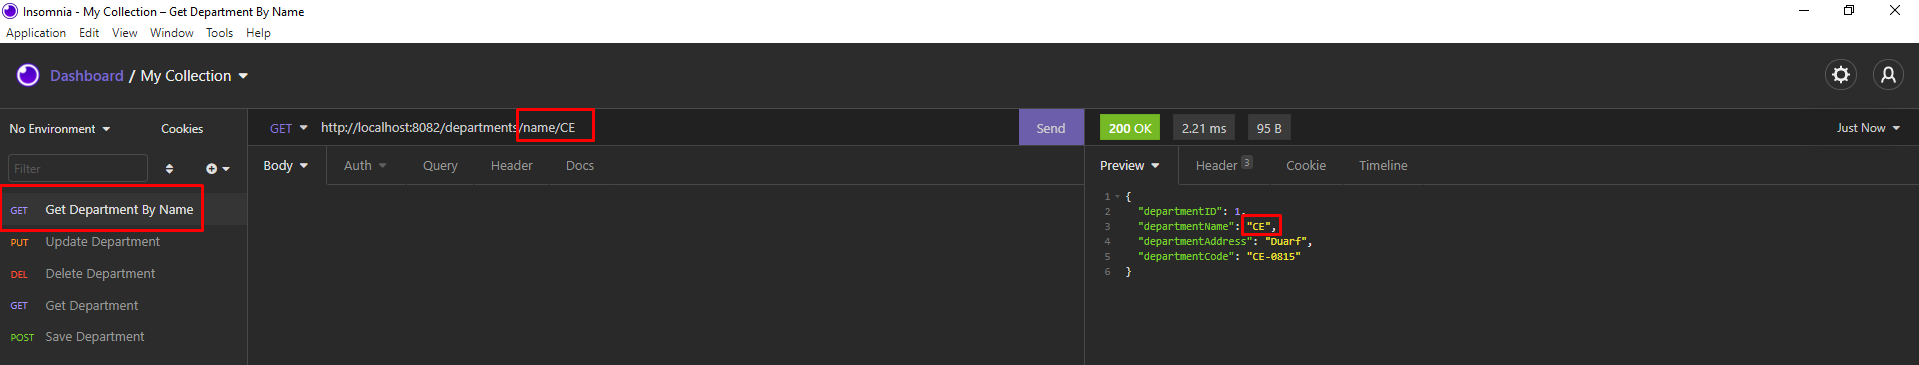 Insomnia - My Collection – Get Department By Name
Application Edit View Window Tools Help
Dashboard / My Collection
No Environment Cookies
GET http://localhost:8082/departments/name/CE Send
200 OK 2.21 ms 95 B Just Now
Filter
Body Auth Query Header Docs
Preview Header 3 Cookie Timeline
GET Get Department By Name
PUT Update Department
DEL Delete Department
GET Get Department
POST Save Department
1 {
2 "departmentID": 1,
3 "departmentName": "CE",
4 "departmentAddress": "Duarf",
5 "departmentCode": "CE-0815"
6 }